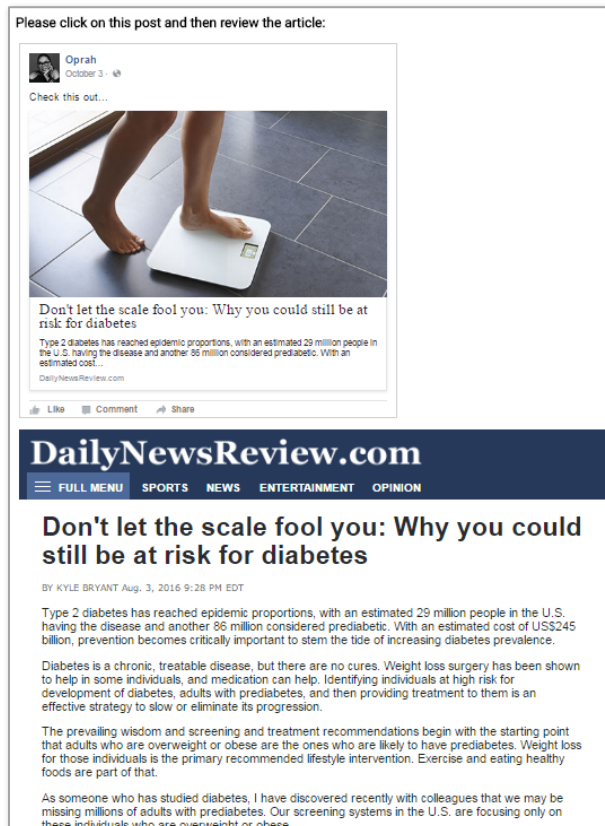 Please click on this post and then review the article:
Oprah
October 3 ·
Check this out...
Don't let the scale fool you: Why you could still be at
risk for diabetes
Type 2 diabetes has reached epidemic proportions, with an estimated 29 million people in
the U.S. having the disease and another 86 million considered prediabetic. With an
estimated cost...
DailyNewsReview.com
Like Comment Share
DailyNewsReview.com
FULL MENU SPORTS NEWS ENTERTAINMENT OPINION
Don't let the scale fool you: Why you could
still be at risk for diabetes
BY KYLE BRYANT Aug. 3, 2016 9:28 PM EDT
Type 2 diabetes has reached epidemic proportions, with an estimated 29 million people in the U.S.
having the disease and another 86 million considered prediabetic. With an estimated cost of US$245
billion, prevention becomes critically important to stem the tide of increasing diabetes prevalence.
Diabetes is a chronic, treatable disease, but there are no cures. Weight loss surgery has been shown
to help in some individuals, and medication can help. Identifying individuals at high risk for
development of diabetes, adults with prediabetes, and then providing treatment to them is an
effective strategy to slow or eliminate its progression.
The prevailing wisdom and screening and treatment recommendations begin with the starting point
that adults who are overweight or obese are the ones who are likely to have prediabetes. Weight loss
for those individuals is the primary recommended lifestyle intervention. Exercise and eating healthy
foods are part of that.
As someone who has studied diabetes, I have discovered recently with colleagues that we may be
missing millions of adults with prediabetes. Our screening systems in the U.S. are focusing only on
these individuals who are overweight or obese.